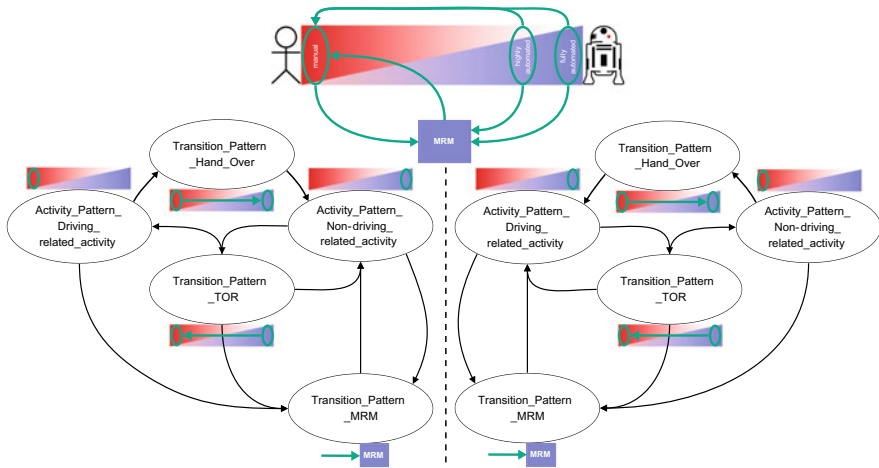 manual
highly
automated
fully
automated
MRM
Transition_Pattern
_Hand_Over
Activity_Pattern_
Driving_
related_activity
Activity_Pattern_
Non-driving_
related_activity
Transition_Pattern
_TOR
Transition_Pattern
_MRM
MRM
Transition_Pattern
_Hand_Over
Activity_Pattern_
Driving_
related_activity
Activity_Pattern_
Non-driving_
related_activity
Transition_Pattern
_TOR
Transition_Pattern
_MRM
MRM